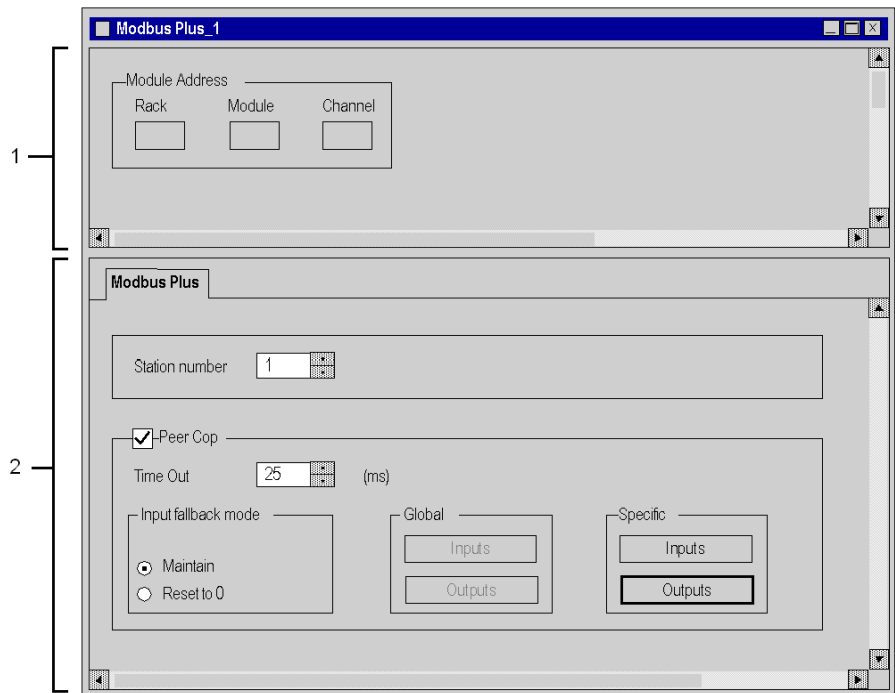 Modbus Plus_1
Module Address
Rack Module Channel
1
Modbus Plus
Station number 1
Peer Cop
2
Time Out 25 (ms)
Input fallback mode Global Specific
Inputs Inputs
Maintain
Reset to 0 Outputs Outputs